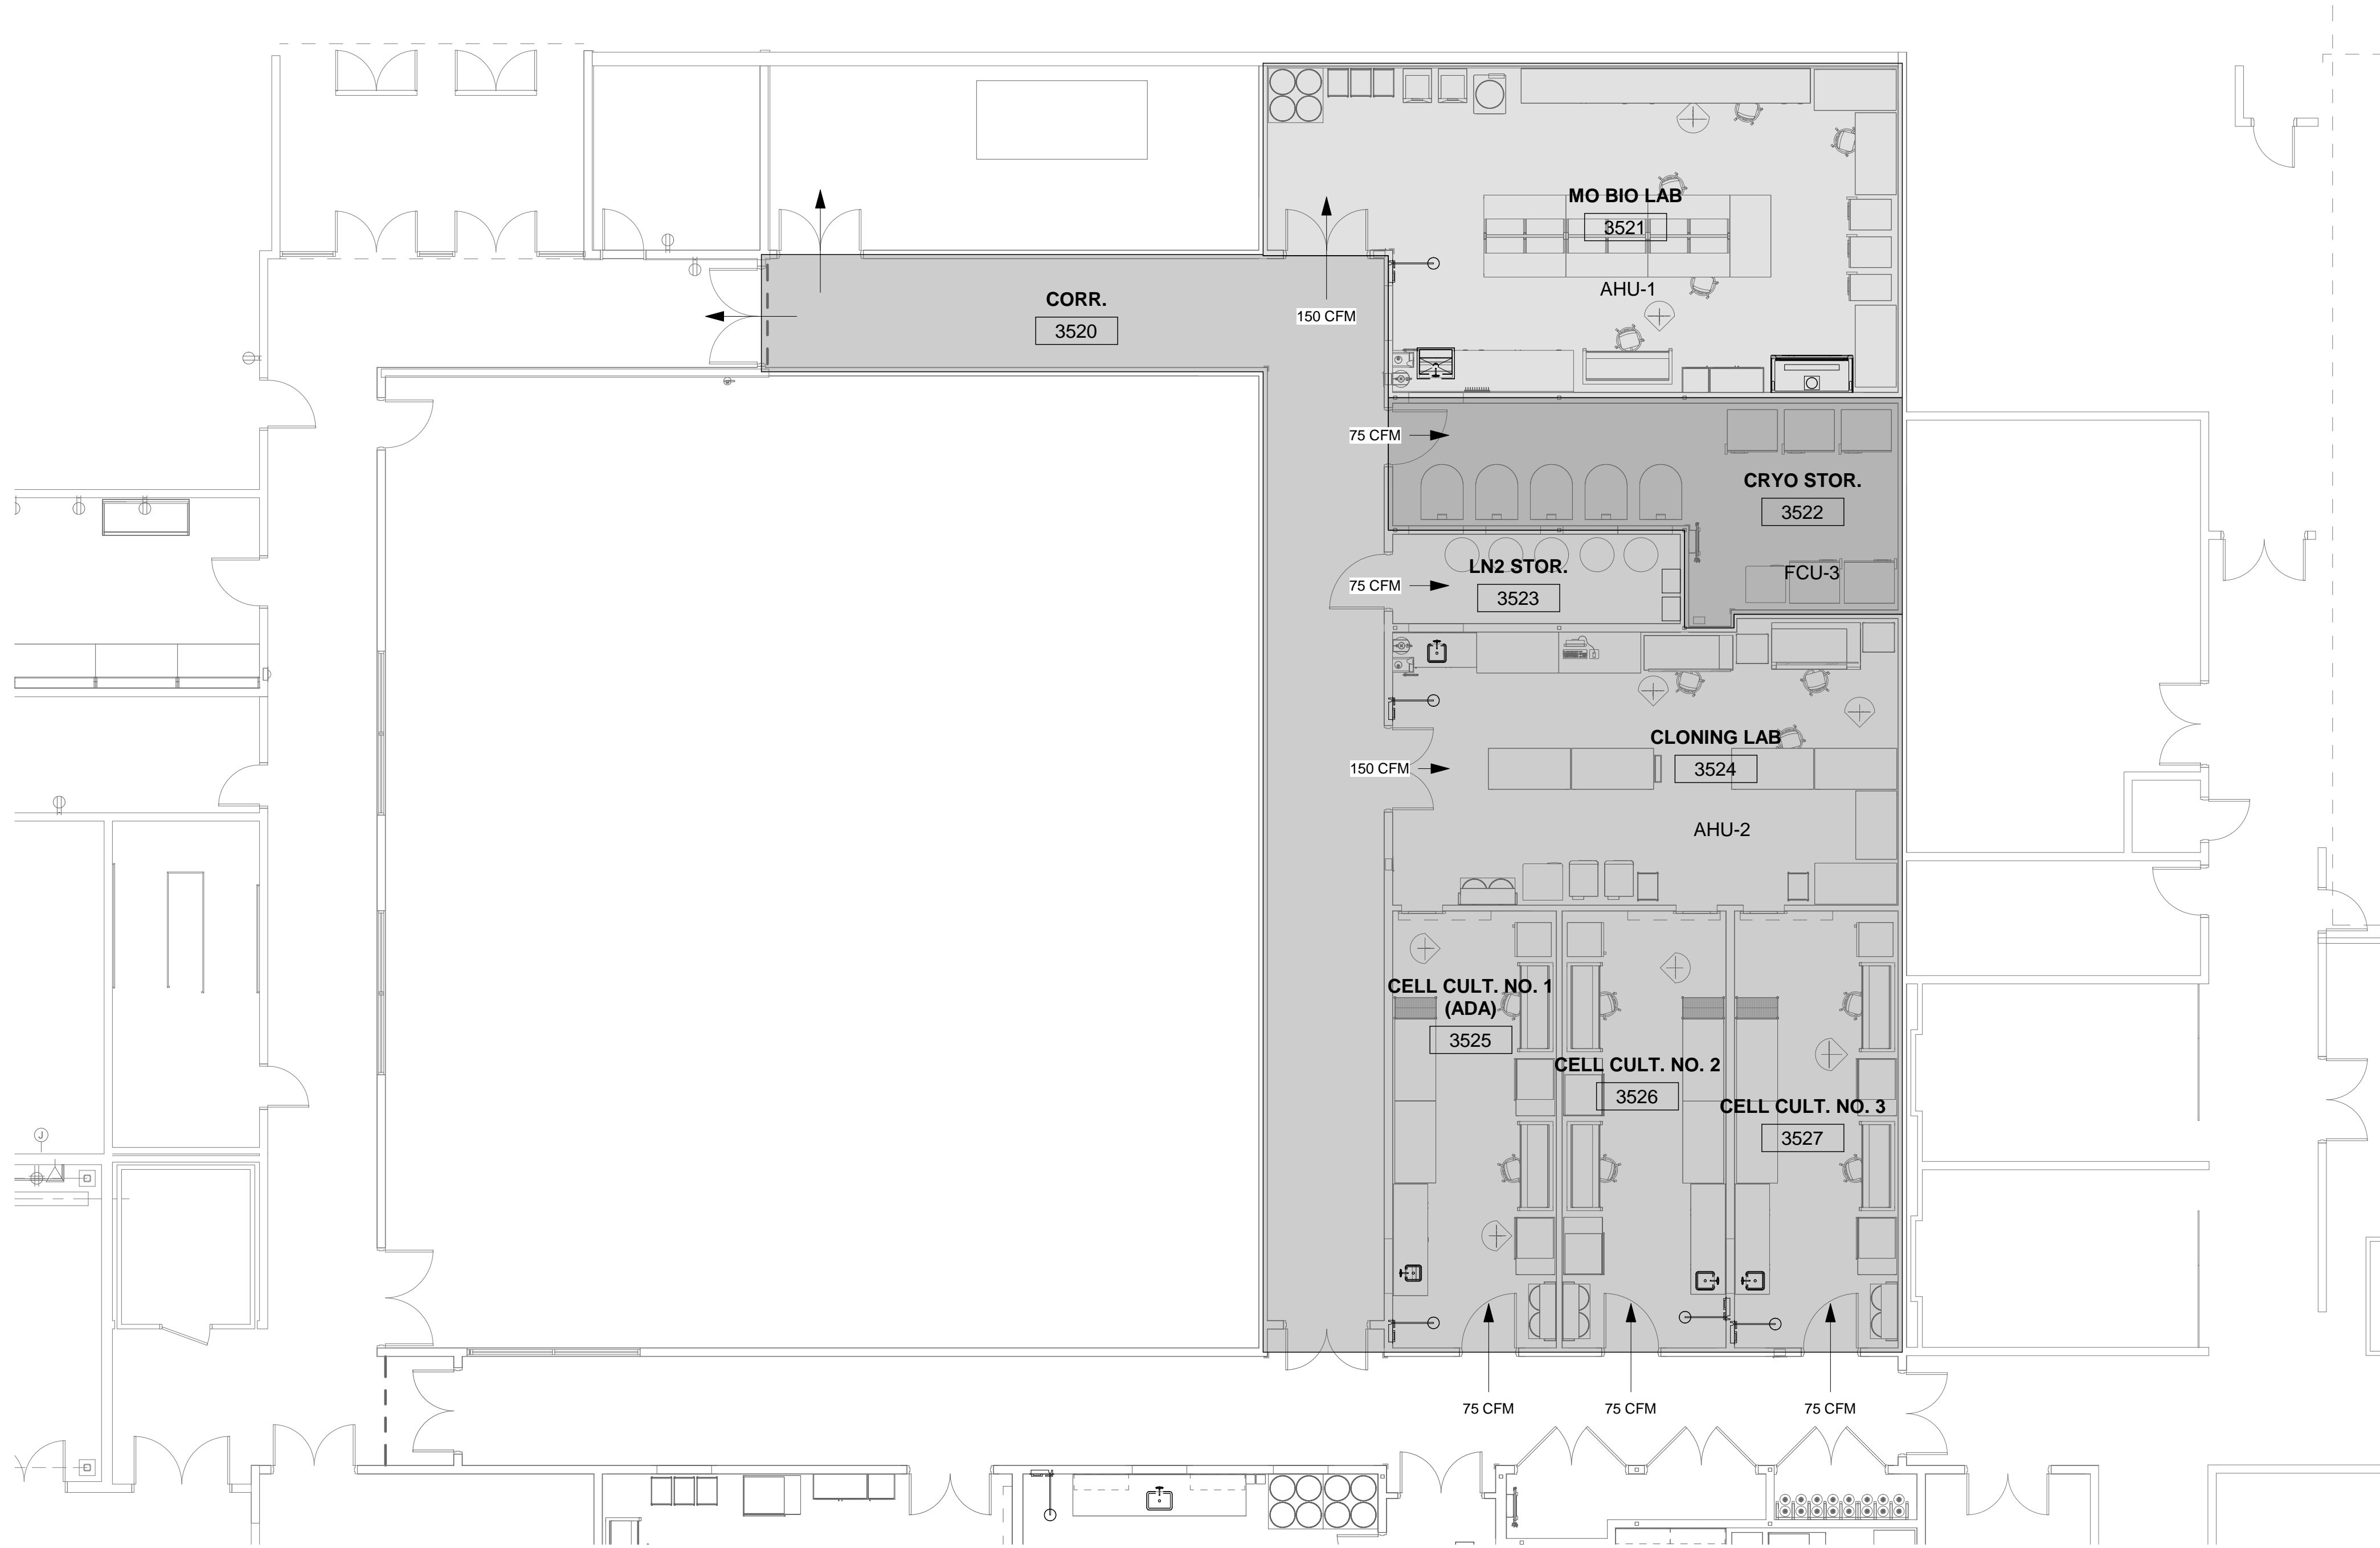 MO BIO LAB
3521
AHU-1
CORR.
3520
150 CFM
75 CFM
CRYO STOR.
3522
FCU-3
75 CFM
LN2 STOR.
3523
CLONING LAB
3524
150 CFM
AHU-2
CELL CULT. NO. 1
(ADA)
3525
CELL CULT. NO. 2
3526
CELL CULT. NO. 3
3527
J
75 CFM
75 CFM
75 CFM